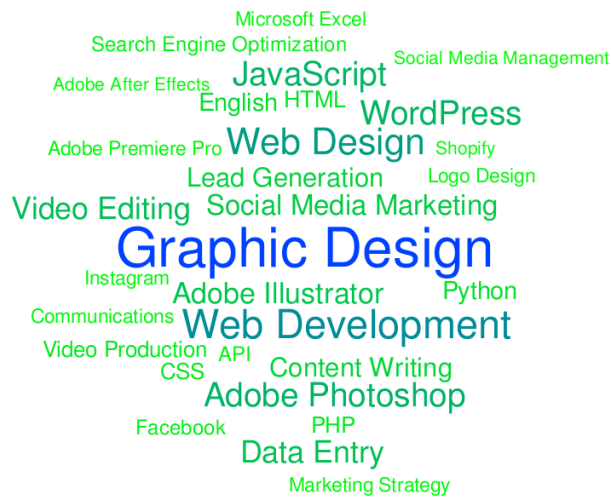 Microsoft Excel
Search Engine Optimization
Social Media Management
JavaScript
Adobe After Effects
English
HTML
WordPress
Web Design
Adobe Premiere Pro
Shopify
Lead Generation
Logo Design
Video Editing
Social Media Marketing
Graphic Design
Instagram
Adobe Illustrator
Python
Communications
Web Development
Video Production
API
CSS
Content Writing
Adobe Photoshop
Facebook
PHP
Data Entry
Marketing Strategy